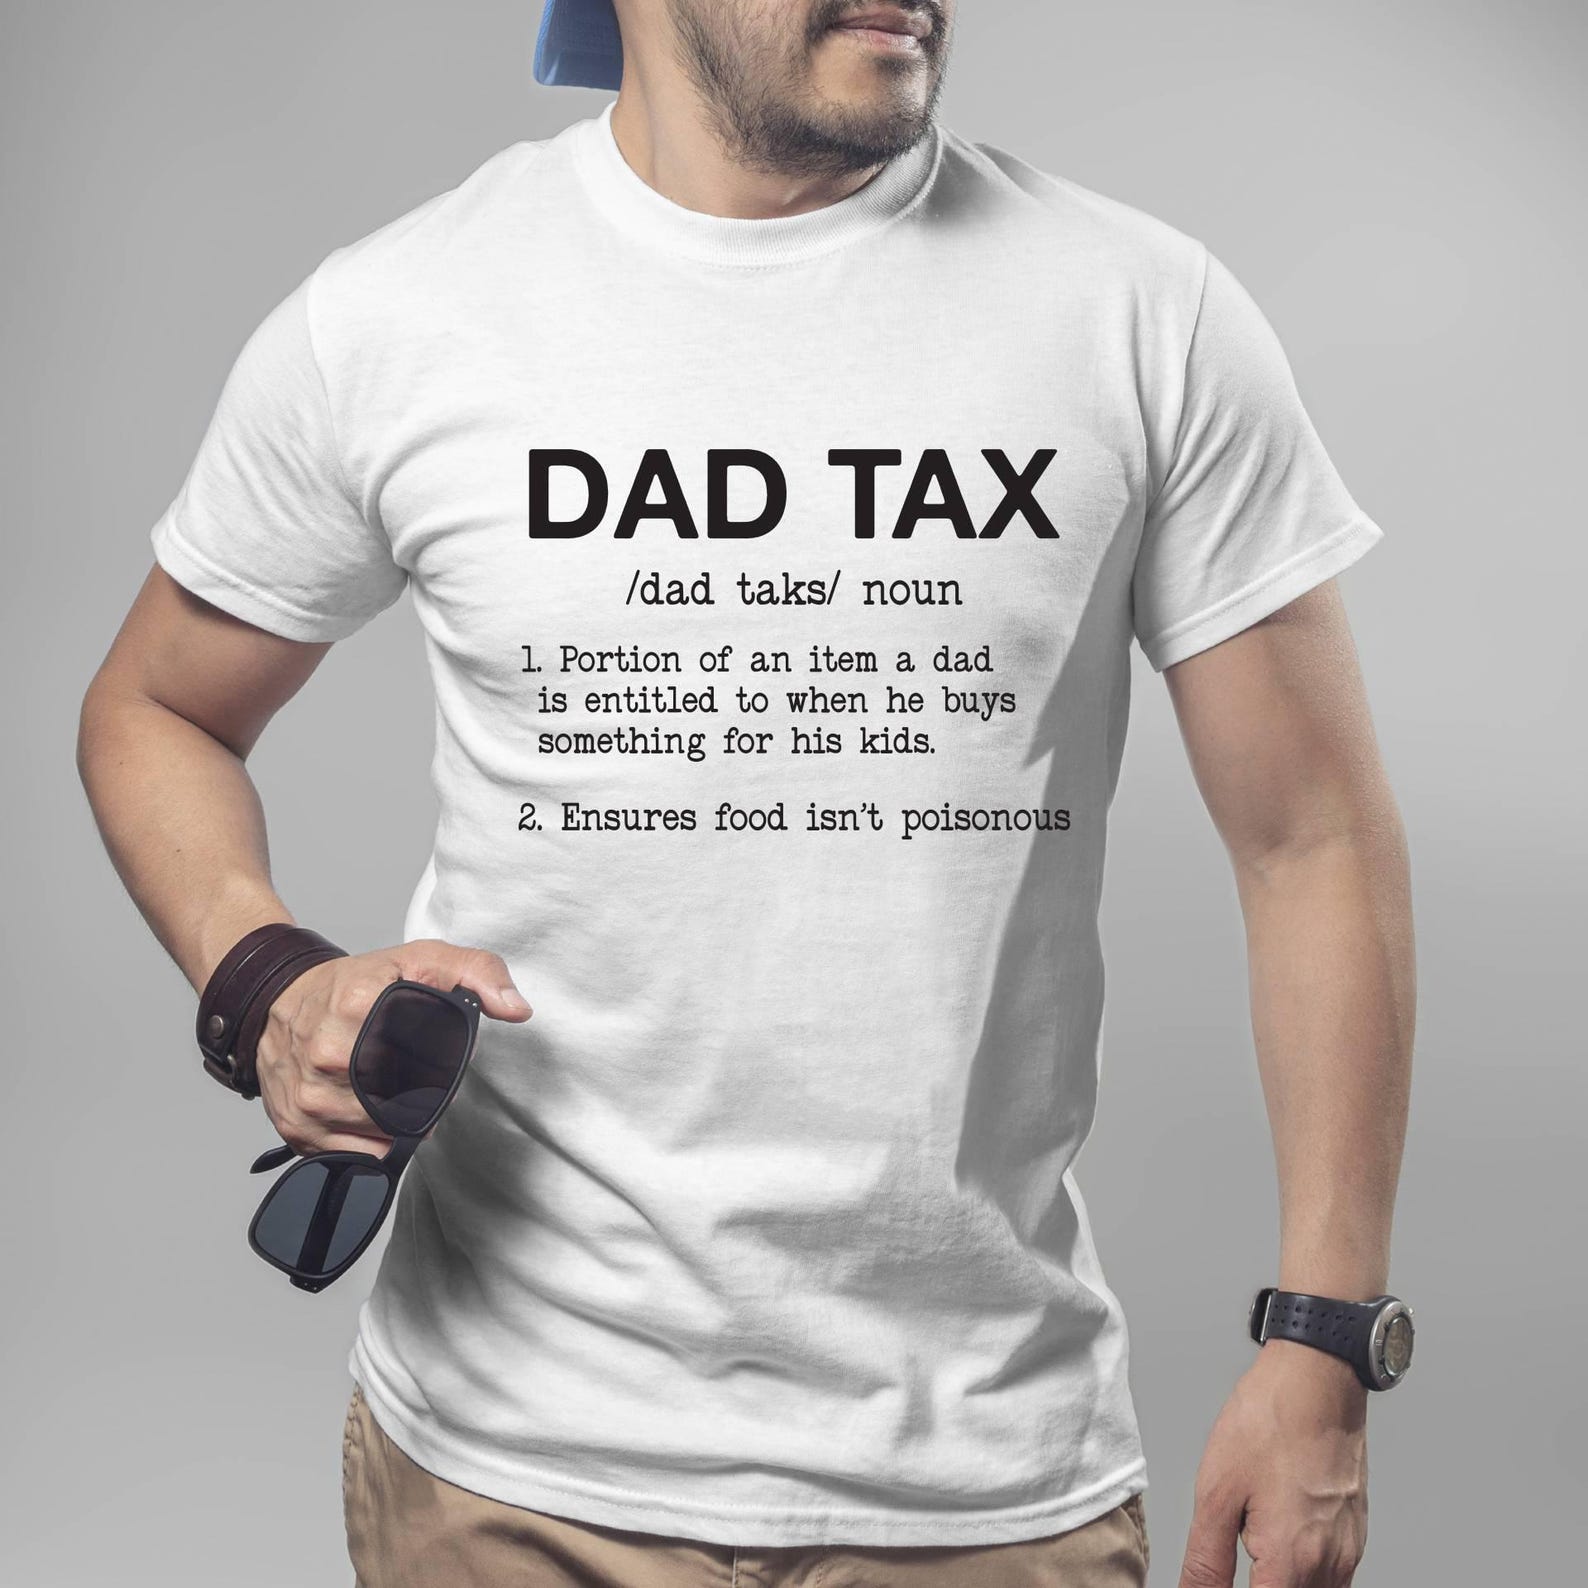 DAD TAX
/dad taks/ noun
1. Portion of an item a dad
is entitled to when he buys
something for his kids.
2. Ensures food isn't poisonous